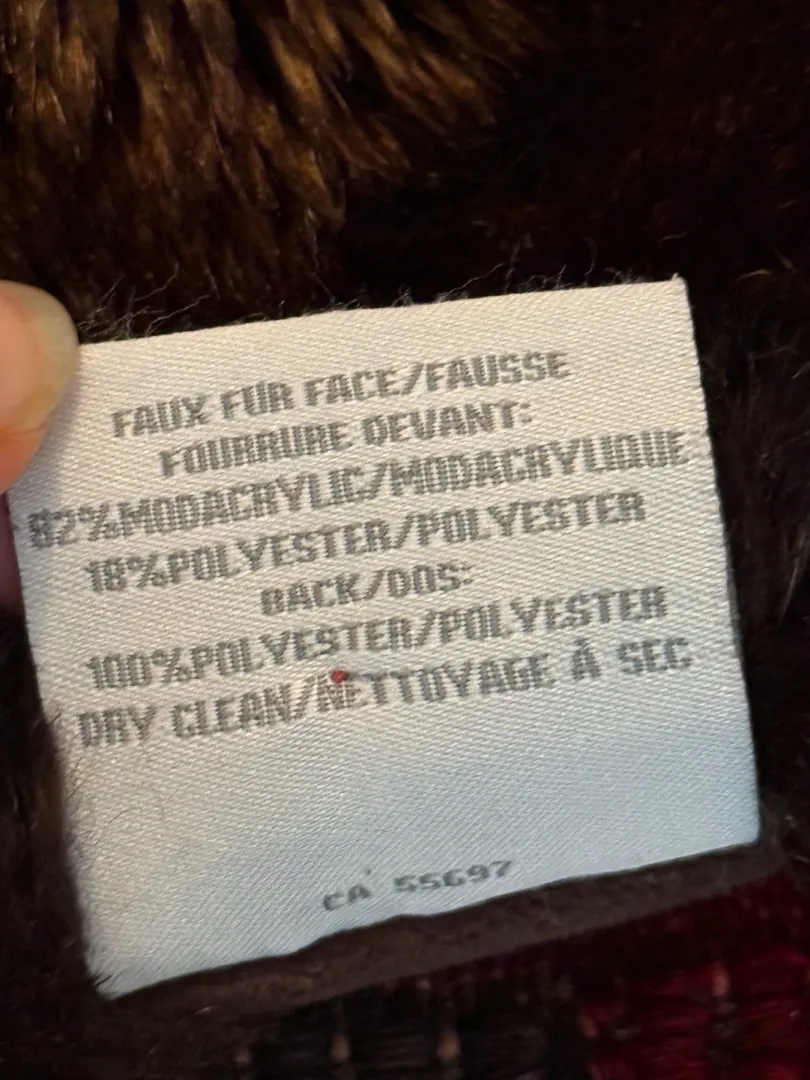 FAUX FUR FACE/FAUSSE
FOURRURE DEVANT:
82%MODACRYLIC/MODACRYLIQUE
18%POLYESTER/POLYESTER
BACK/DOS:
100%POLYESTER/POLYESTER
DRY CLEAN/NETTOYAGE À SEC
CA 55697